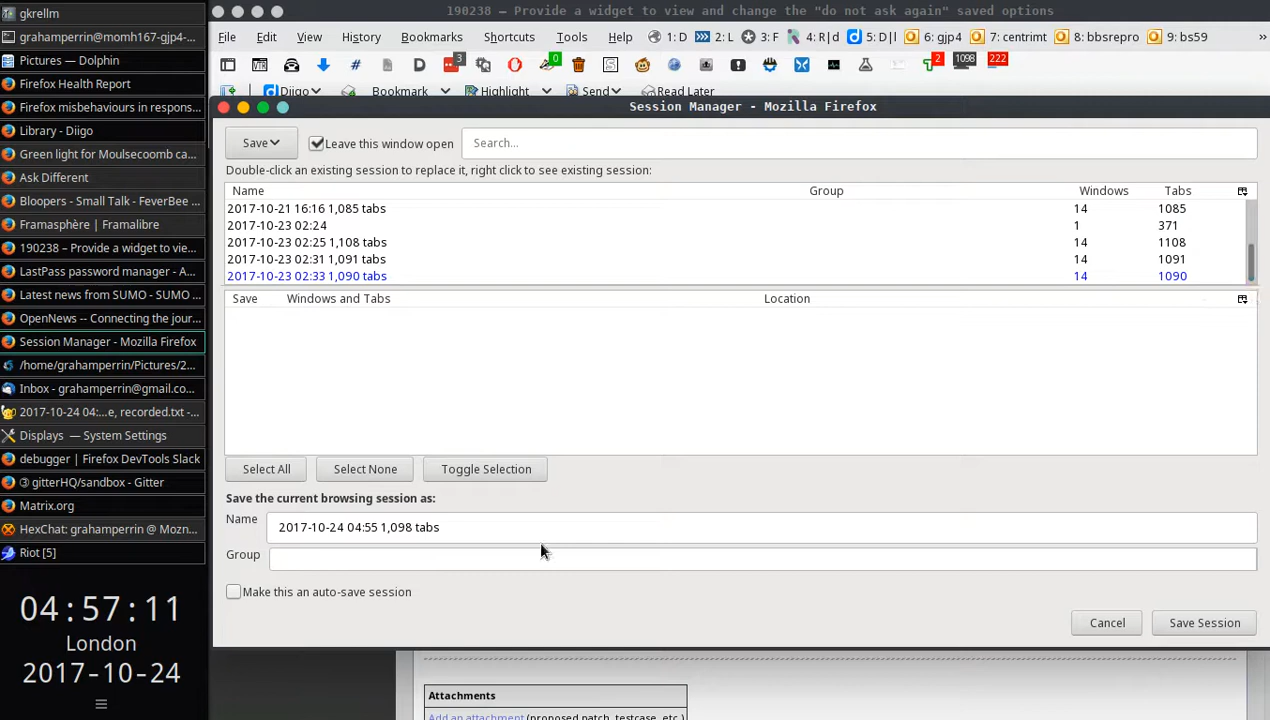 gkrellm
grahamperrin@momh167-gjp4-...
Pictures — Dolphin
Firefox Health Report
Firefox misbehaviours in respons...
Library - Diigo
Green light for Moulsecoomb ca...
Ask Different
Bloopers - Small Talk - FeverBee ...
Framasphère | Framalibre
190238 – Provide a widget to vie...
LastPass password manager - A...
Latest news from SUMO - SUMO ...
OpenNews -- Connecting the jour...
Session Manager - Mozilla Firefox
/home/grahamperrin/Pictures/2...
Inbox - grahamperrin@gmail.co...
2017-10-24 04:...e, recorded.txt -...
Displays — System Settings
debugger | Firefox DevTools Slack
③ gitterHQ/sandbox - Gitter
Matrix.org
HexChat: grahamperrin @ Mozn...
Riot [5]
04:57:11
London
2017-10-24
190238 — Provide a widget to view and change the "do not ask again" saved options
File Edit View History Bookmarks Shortcuts Tools Help 1: D 2: L 3: F 4: R|d 5: D|l 6: gjp4 7: centrimt 8: bbsrepo 9: bs59 »
VTR # D 3 0 S T 2 1098 222
Diigo Bookmark Highlight Send Read Later
Session Manager - Mozilla Firefox
Save Leave this window open Search...
Double-click an existing session to replace it, right click to see existing session:
Name Group Windows Tabs
2017-10-21 16:16 1,085 tabs 14 1085
2017-10-23 02:24 1 371
2017-10-23 02:25 1,108 tabs 14 1108
2017-10-23 02:31 1,091 tabs 14 1091
2017-10-23 02:33 1,090 tabs 14 1090
Save Windows and Tabs Location
Select All Select None Toggle Selection
Save the current browsing session as:
Name 2017-10-24 04:55 1,098 tabs
Group
Make this an auto-save session
Cancel Save Session
Attachments
Add an attachment (proposed patch, testcase, etc.)